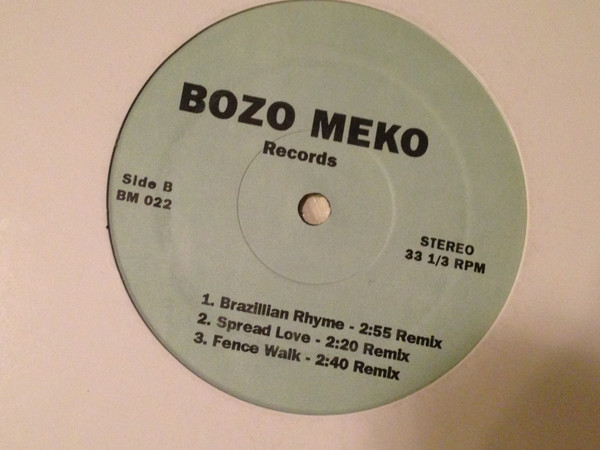 BOZO MEKO
Records
Side B
BM 022
STEREO
33 1/3 RPM
1. Brazillian Rhyme - 2:55 Remix
2. Spread Love - 2:20 Remix
3. Fence Walk - 2:40 Remix